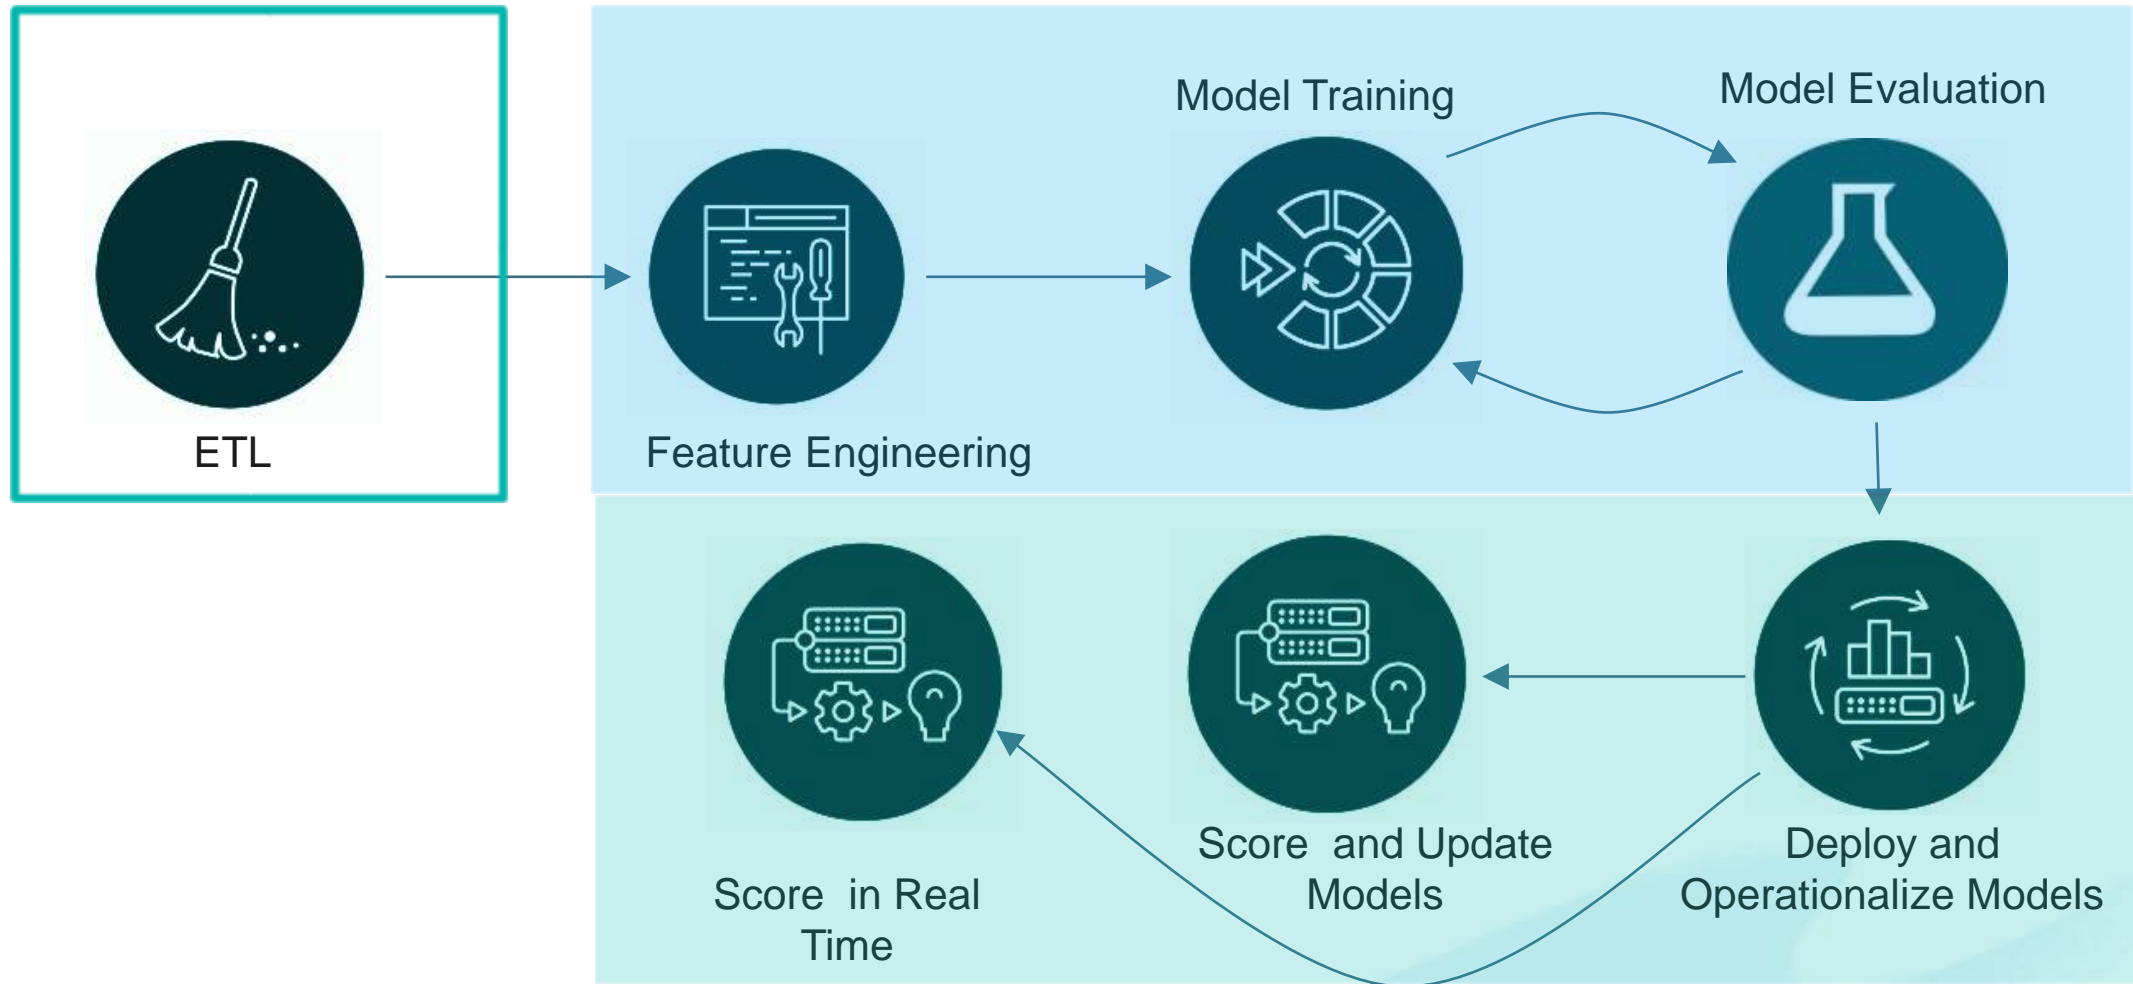 Model Training
Model Evaluation
ETL
Feature Engineering
Score and Update
Models
Deploy and
Operationalize Models
Score in Real
Time